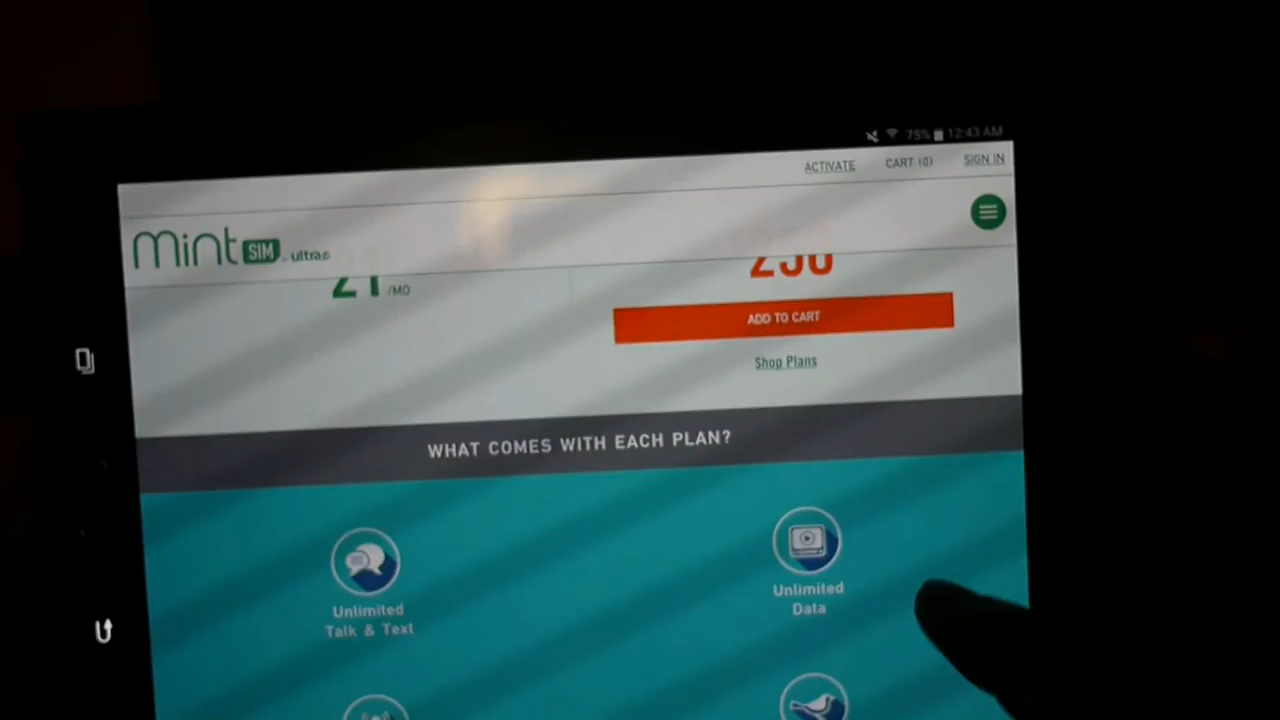 75% 12:43 AM
ACTIVATE CART (0) SIGN IN
mint SIM
21 /MO
ADD TO CART
Shop Plans
WHAT COMES WITH EACH PLAN?
Unlimited
Talk & Text
Unlimited
Data